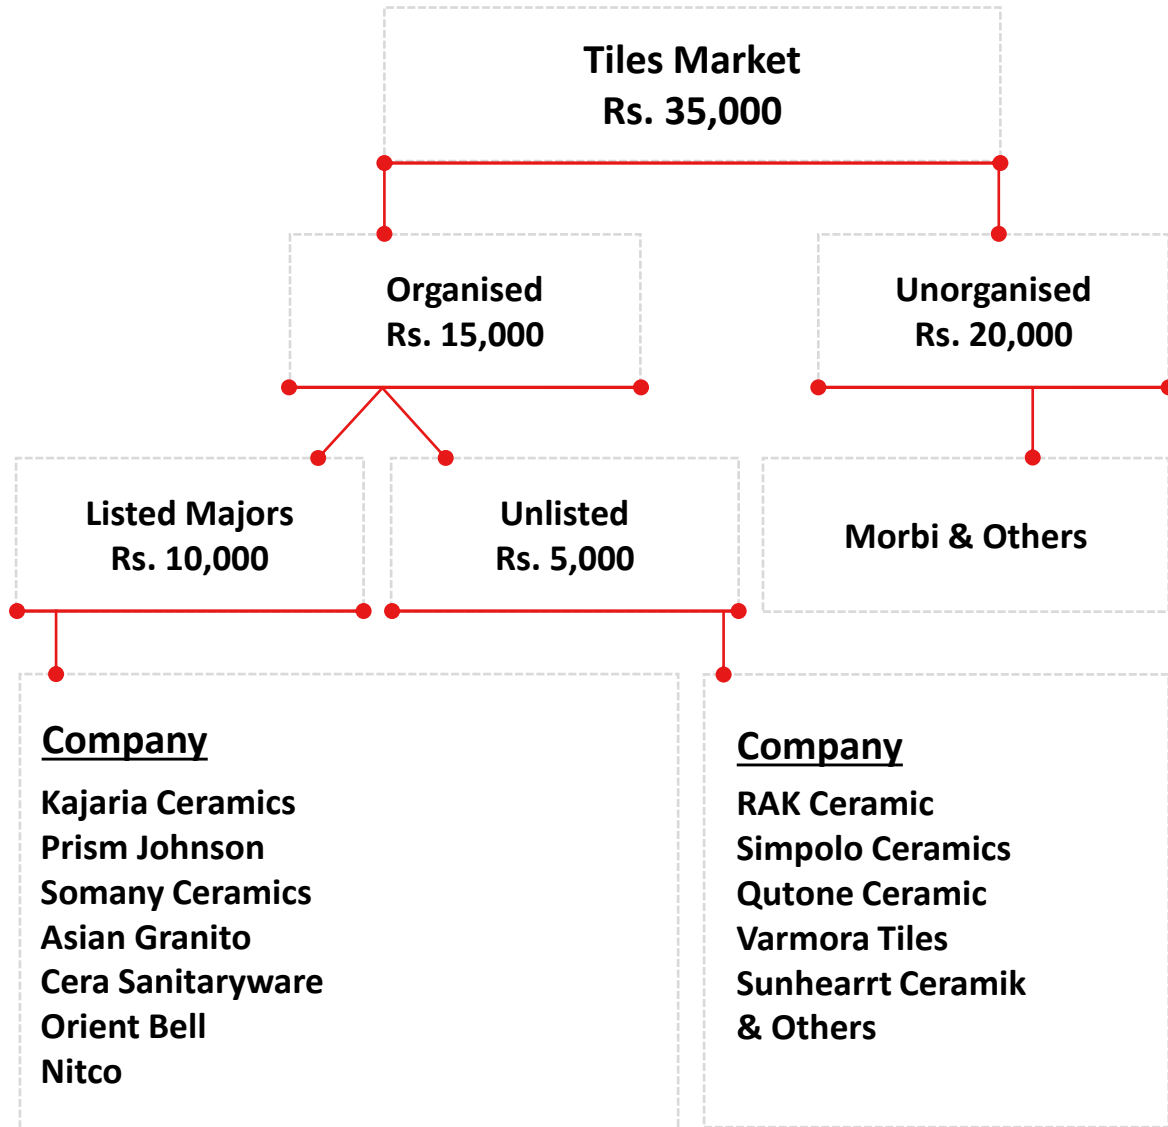 Tiles Market
Rs. 35,000
Organised
Rs. 15,000
Unorganised
Rs. 20,000
Listed Majors
Rs. 10,000
Unlisted
Rs. 5,000
Morbi & Others
Company
Kajaria Ceramics
Prism Johnson
Somany Ceramics
Asian Granito
Cera Sanitaryware
Orient Bell
Nitco
Company
RAK Ceramic
Simpolo Ceramics
Qutone Ceramic
Varmora Tiles
Sunhearrt Ceramik
& Others